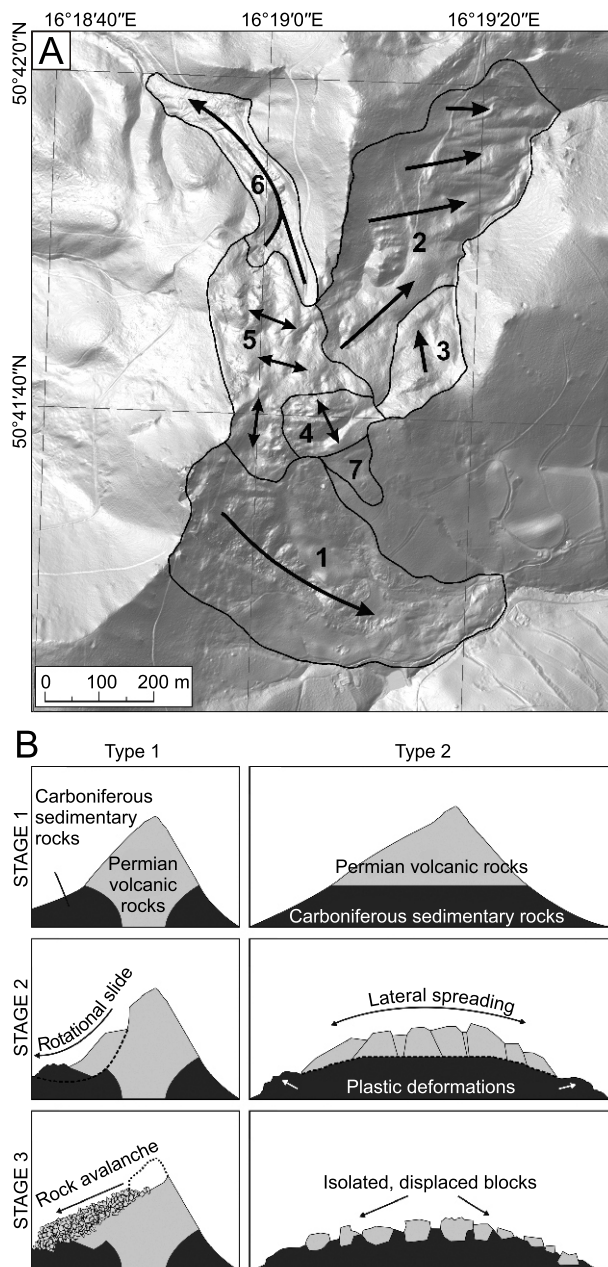 16°18'40"E 16°19'0"E 16°19'20"E
A
50°42'0"N
50°41'40"N
6
2
5
3
4
7
1
0 100 200 m
B
Type 1 Type 2
STAGE 1
Carboniferous
sedimentary
rocks
Permian
volcanic
rocks
Permian volcanic rocks
Carboniferous sedimentary rocks
STAGE 2
Rotational slide
Lateral spreading
Plastic deformations
STAGE 3
Rock avalanche
Isolated, displaced blocks